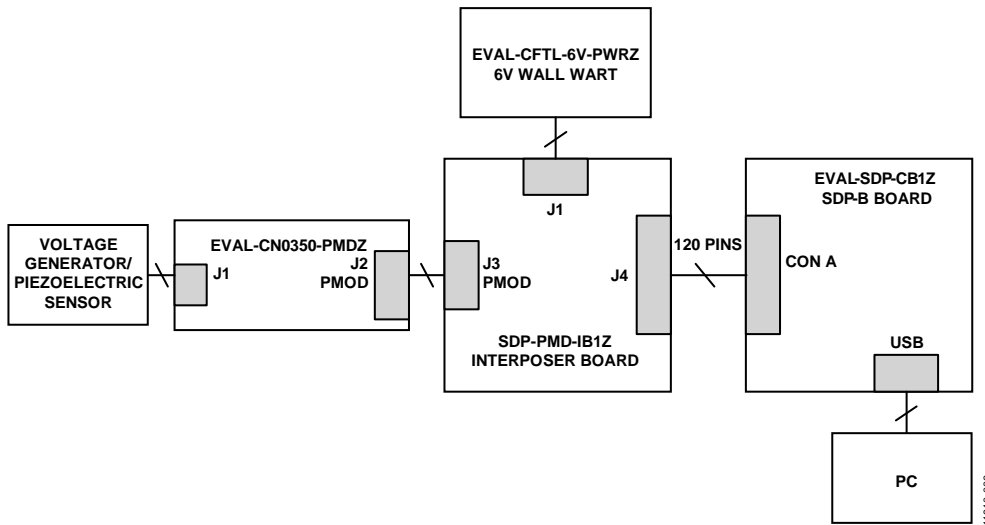 EVAL-CFTL-6V-PWRZ
6V WALL WART
J1
EVAL-SDP-CB1Z
SDP-B BOARD
VOLTAGE
GENERATOR/
PIEZOELECTRIC
SENSOR
J1
EVAL-CN0350-PMDZ
J2
PMOD
J3
PMOD
J4
SDP-PMD-IB1Z
INTERPOSER BOARD
120 PINS
CON A
USB
PC